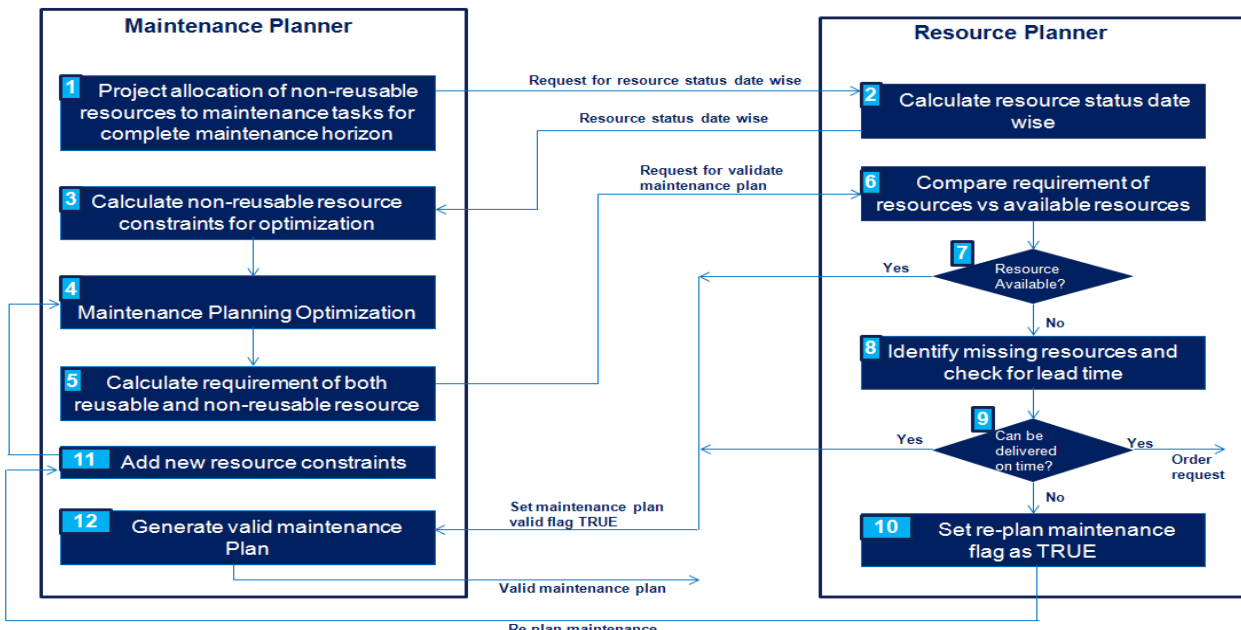 Maintenance Planner
1
Project allocation of non-reusable
resources to maintenance tasks for
complete maintenance horizon
3
Calculate non-reusable resource
constraints for optimization
4
Maintenance Planning Optimization
5
Calculate requirement of both
reusable and non-reusable resource
11
Add new resource constraints
12
Generate valid maintenance
Plan
Request for resource status date wise
Resource status date wise
Request for validate
maintenance plan
Yes
Yes
Set maintenance plan
valid flag TRUE
Valid maintenance plan
Re plan maintenance
Resource Planner
2
Calculate resource status date
wise
6
Compare requirement of
resources vs available resources
7
Resource
Available?
No
8
Identify missing resources and
check for lead time
9
Can be
delivered
on time?
Yes
Order
request
No
10
Set re-plan maintenance
flag as TRUE